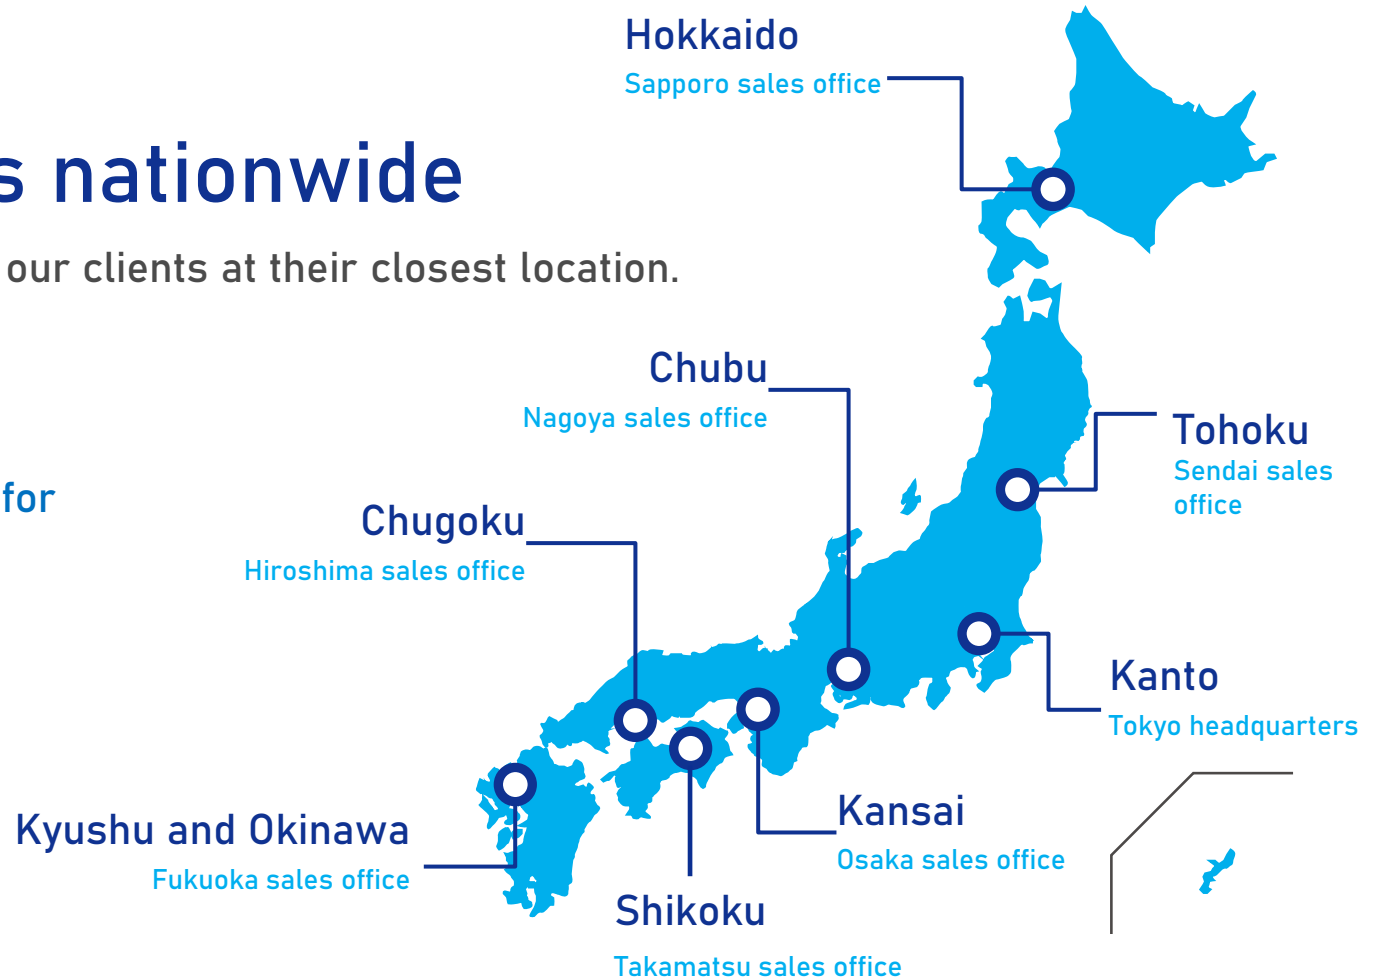 Hokkaido
Sapporo sales office
s nationwide
our clients at their closest location.
Chubu
Nagoya sales office
Tohoku
Sendai sales
office
for
Chugoku
Hiroshima sales office
Kanto
Tokyo headquarters
Kansai
Osaka sales office
Kyushu and Okinawa
Fukuoka sales office
Shikoku
Takamatsu sales office